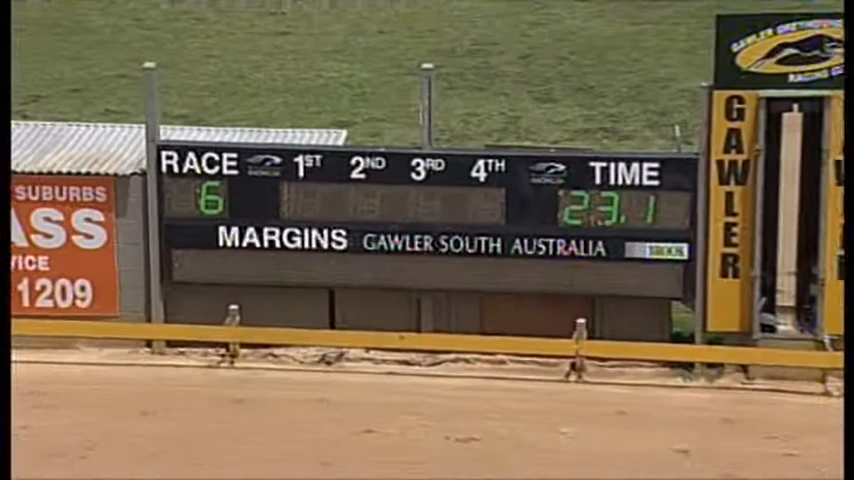 GAWLER GREYHOUND
RACING
RACE 1ST 2ND 3RD 4TH TIME
6 23.1
MARGINS GAWLER SOUTH AUSTRALIA
SUBURBS
ASS
VICE
1209
GAWLER